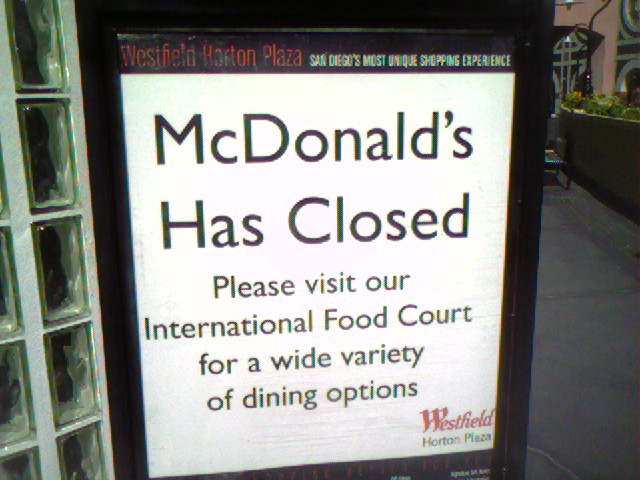 Westfield Horton Plaza SAN DIEGO'S MOST UNIQUE SHOPPING EXPERIENCE
McDonald's
Has Closed
Please visit our
International Food Court
for a wide variety
of dining options
Westfield
Horton Plaza